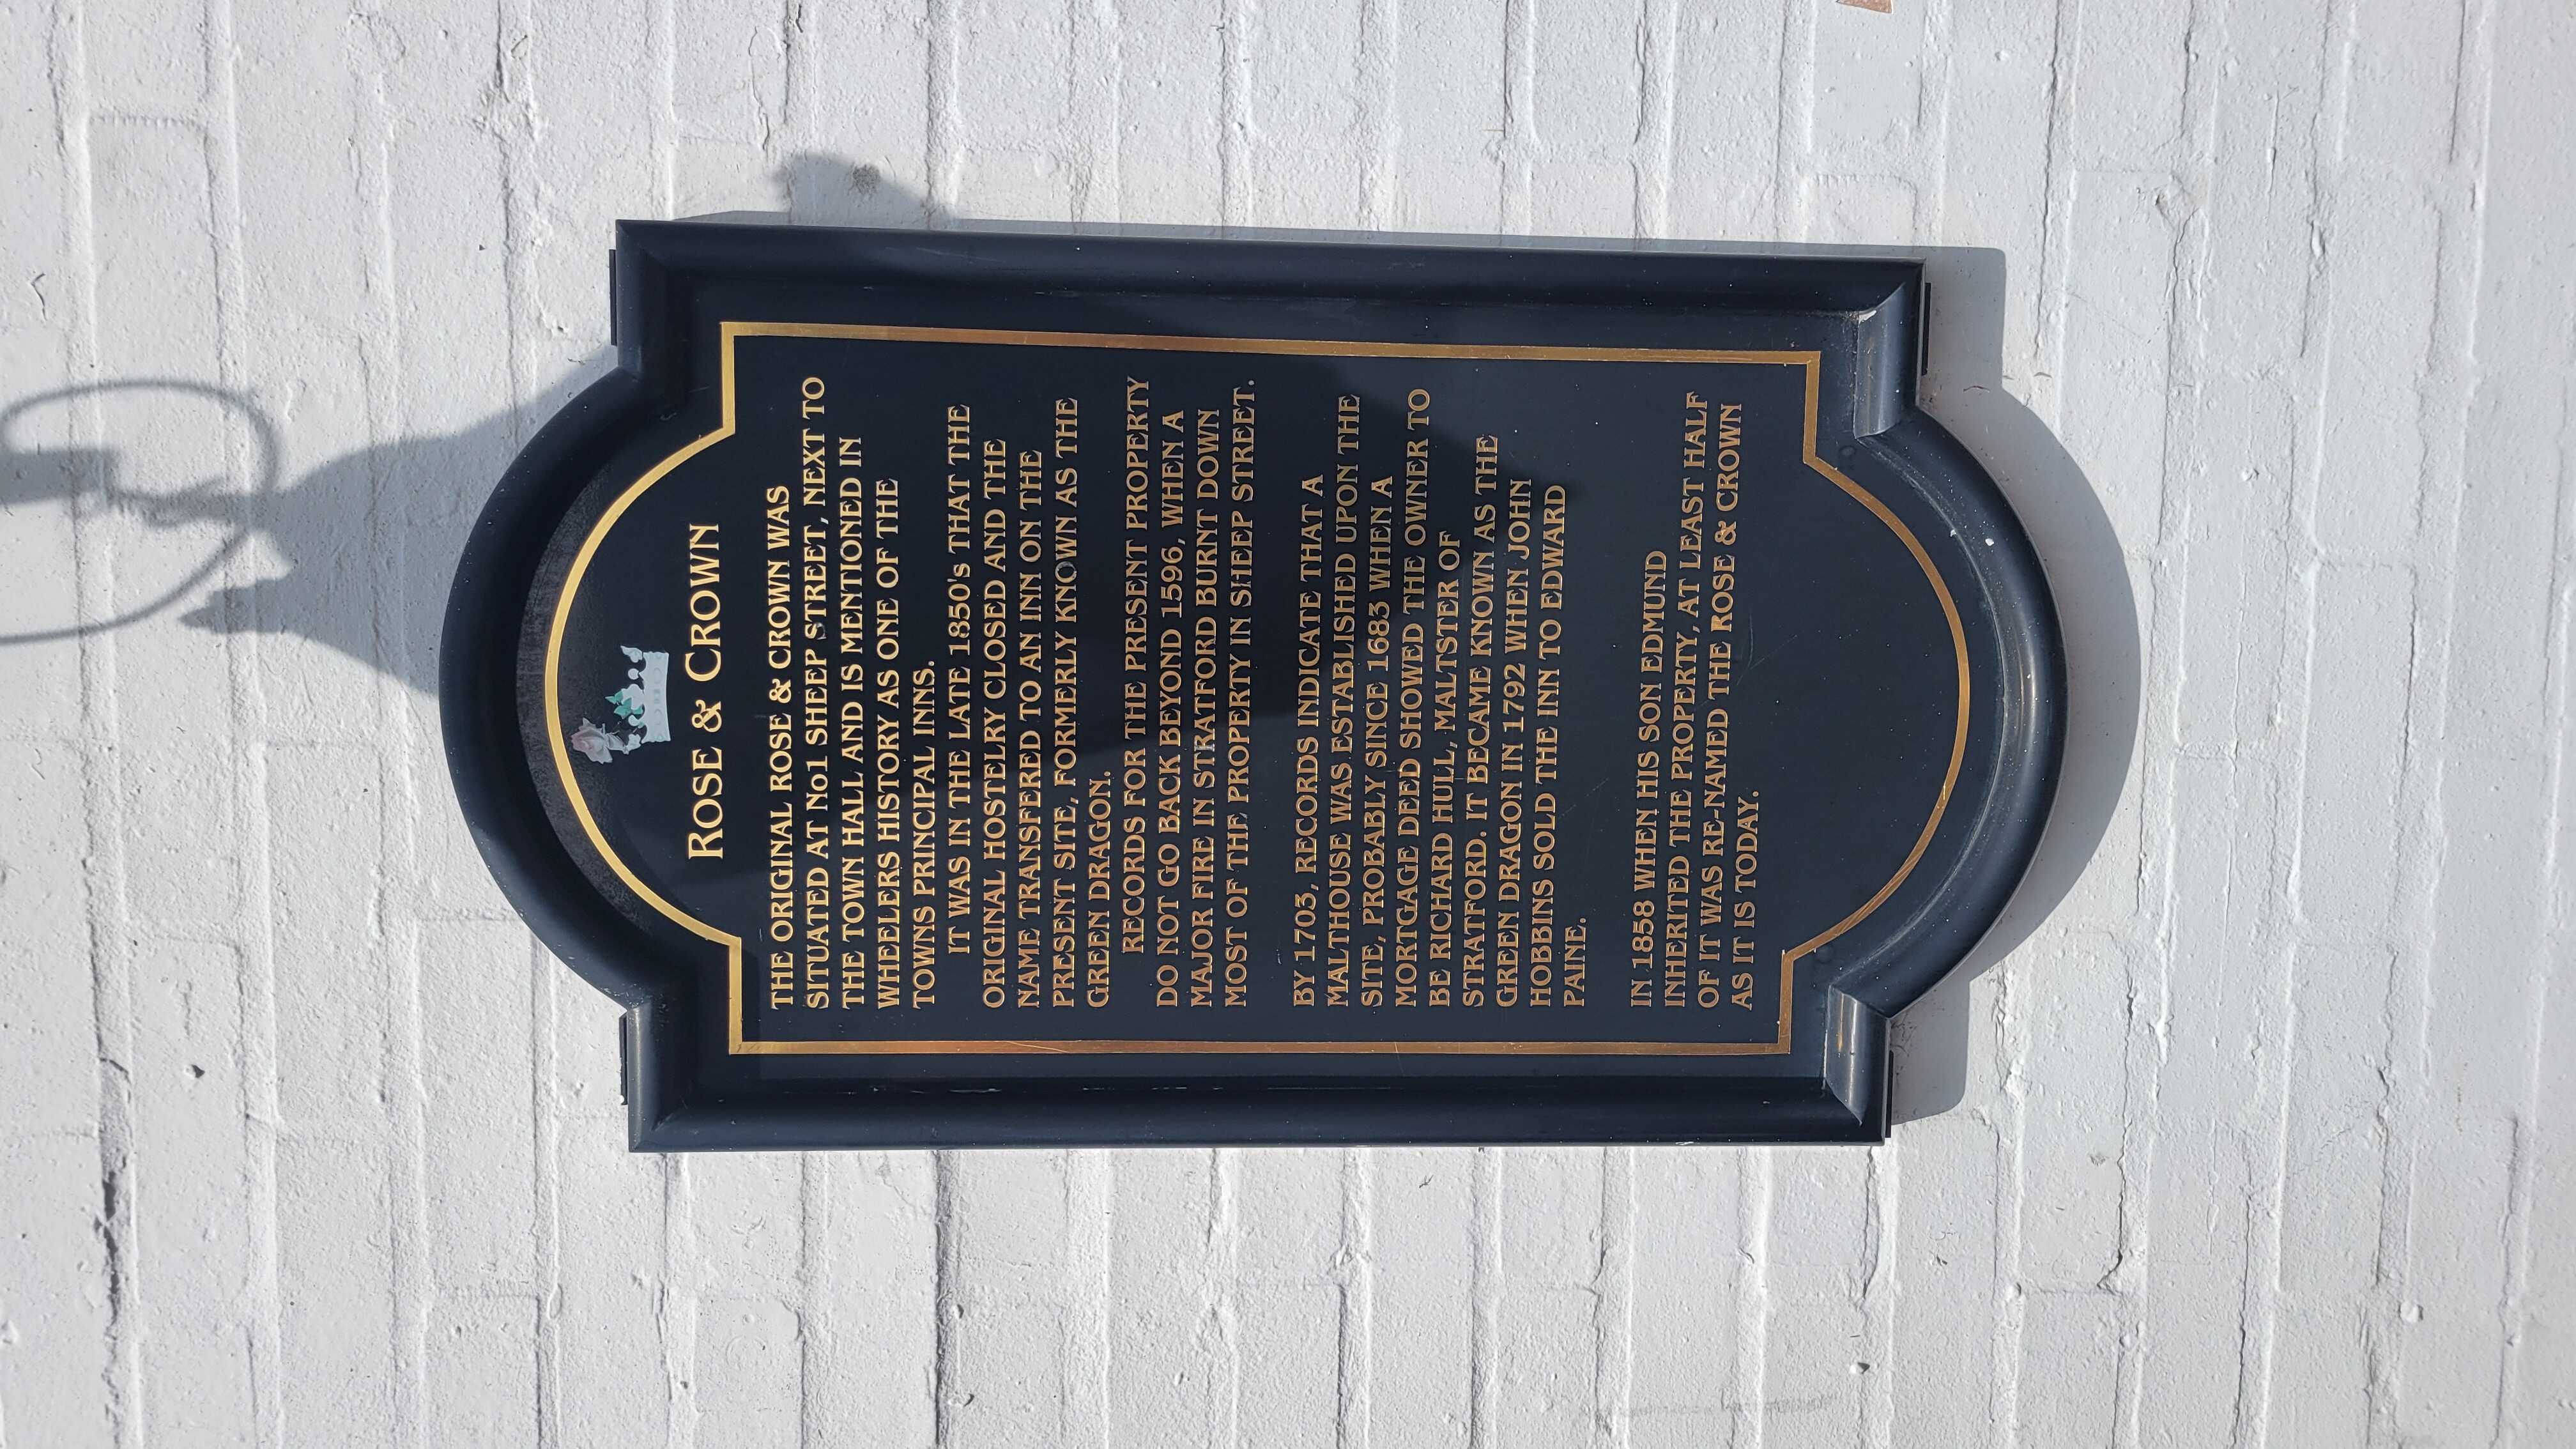 ROSE & CROWN
THE ORIGINAL ROSE & CROWN WAS
SITUATED AT No1 SHEEP STREET, NEXT TO
THE TOWN HALL AND IS MENTIONED IN
WHEELERS HISTORY AS ONE OF THE
TOWNS PRINCIPAL INNS.
IT WAS IN THE LATE 1850's THAT THE
ORIGINAL HOSTELRY CLOSED AND THE
NAME TRANSFERED TO AN INN ON THE
PRESENT SITE, FORMERLY KNOWN AS THE
GREEN DRAGON.
RECORDS FOR THE PRESENT PROPERTY
DO NOT GO BACK BEYOND 1596, WHEN A
MAJOR FIRE IN STRATFORD BURNT DOWN
MOST OF THE PROPERTY IN SHEEP STREET.
BY 1703, RECORDS INDICATE THAT A
MALTHOUSE WAS ESTABLISHED UPON THE
SITE, PROBABLY SINCE 1683 WHEN A
MORTGAGE DEED SHOWED THE OWNER TO
BE RICHARD HULL, MALTSTER OF
STRATFORD. IT BECAME KNOWN AS THE
GREEN DRAGON IN 1792 WHEN JOHN
HOBBINS SOLD THE INN TO EDWARD
PAINE.
IN 1858 WHEN HIS SON EDMUND
INHERITED THE PROPERTY, AT LEAST HALF
OF IT WAS RE-NAMED THE ROSE & CROWN
AS IT IS TODAY.